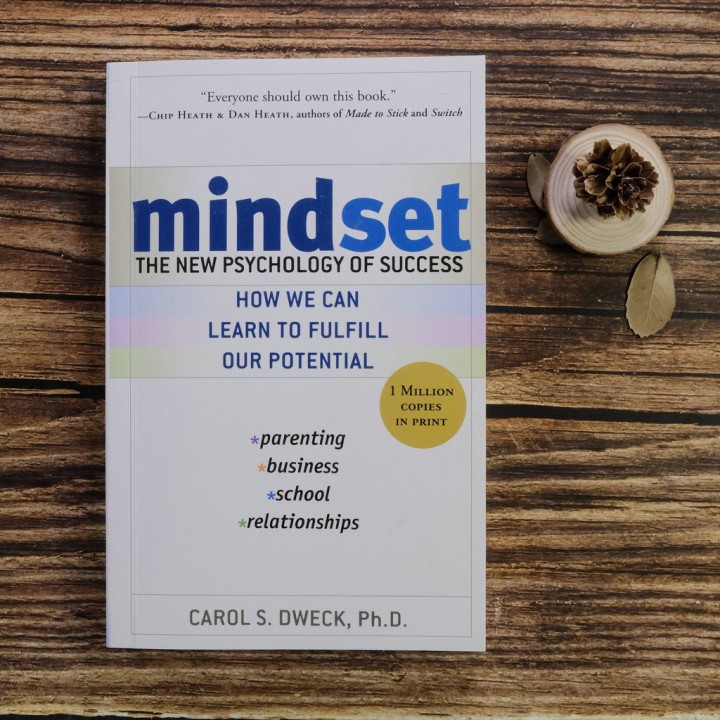 “Everyone should own this book.”
—Chip Heath & Dan Heath, authors of Made to Stick and Switch
mindset
THE NEW PSYCHOLOGY OF SUCCESS
HOW WE CAN
LEARN TO FULFILL
OUR POTENTIAL
1 Million
copies
in print
*parenting
*business
*school
*relationships
CAROL S. DWECK, Ph.D.